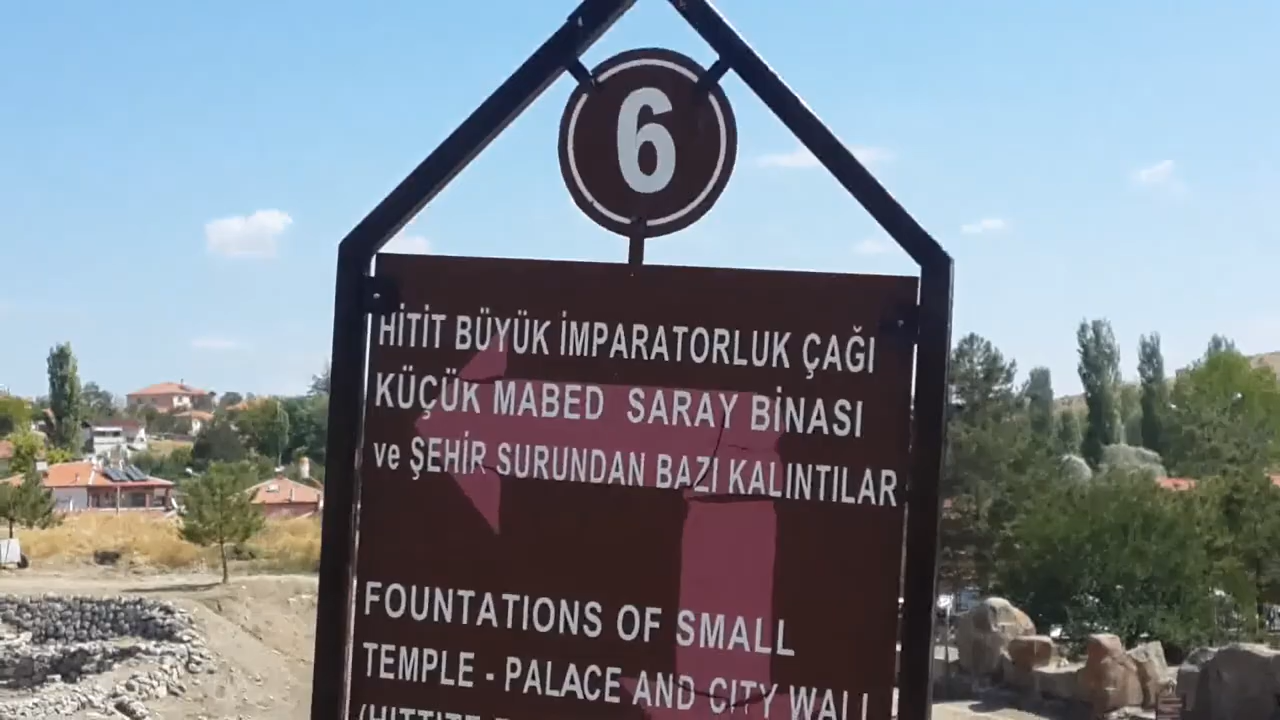 6
HİTİT BÜYÜK İMPARATORLUK ÇAĞI
KÜÇÜK MABED SARAY BİNASI
ve ŞEHİR SURUNDAN BAZI KALINTILAR
FOUNTATIONS OF SMALL
TEMPLE - PALACE AND CITY WALL